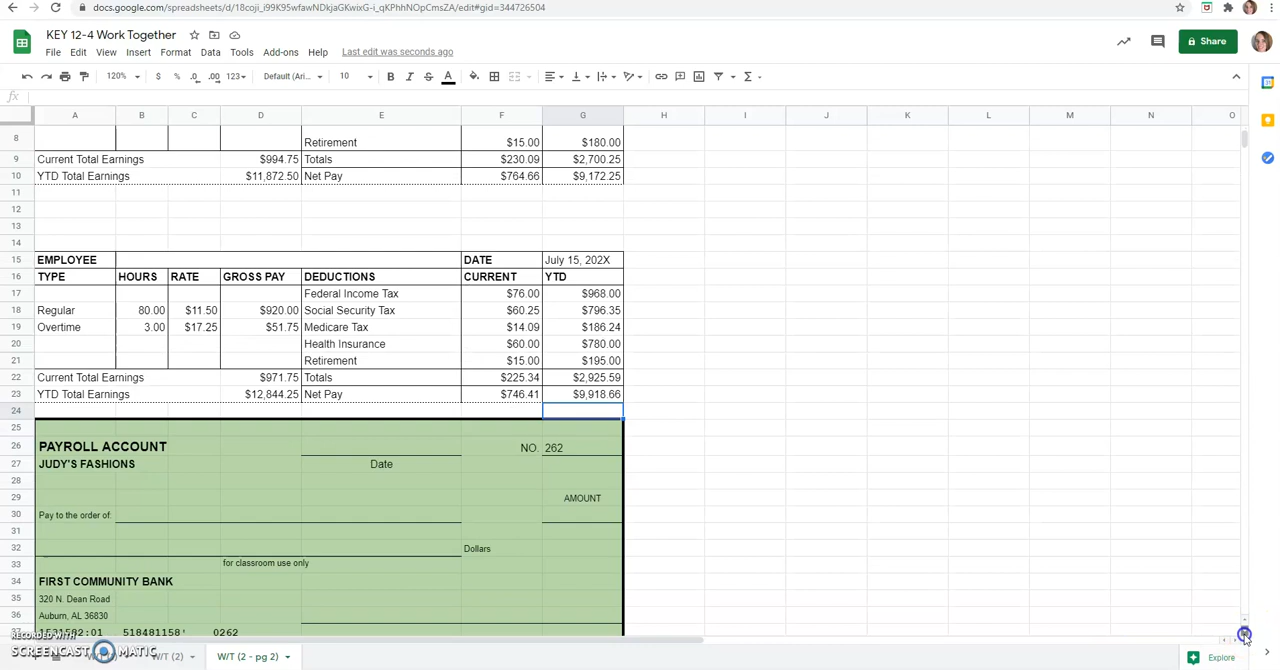 docs.google.com/spreadsheets/d/18coji_i99K95wfawNDkjaGKwixG-i_qKPhhNOpCmsZA/edit#gid=344726504
KEY 12-4 Work Together
File Edit View Insert Format Data Tools Add-ons Help Last edit was seconds ago
Share
120% $ % .0 .00 123 Default (Ari... 10 B I S A
fx
A B C D E F G H I J K L M N O
8 Retirement $15.00 $180.00
9 Current Total Earnings $994.75 Totals $230.09 $2,700.25
10 YTD Total Earnings $11,872.50 Net Pay $764.66 $9,172.25
11
12
13
14
15 EMPLOYEE DATE July 15, 202X
16 TYPE HOURS RATE GROSS PAY DEDUCTIONS CURRENT YTD
17 Federal Income Tax $76.00 $968.00
18 Regular 80.00 $11.50 $920.00 Social Security Tax $60.25 $796.35
19 Overtime 3.00 $17.25 $51.75 Medicare Tax $14.09 $186.24
20 Health Insurance $60.00 $780.00
21 Retirement $15.00 $195.00
22 Current Total Earnings $971.75 Totals $225.34 $2,925.59
23 YTD Total Earnings $12,844.25 Net Pay $746.41 $9,918.66
24
25
26 PAYROLL ACCOUNT NO. 262
27 JUDY'S FASHIONS Date
28
29 AMOUNT
30 Pay to the order of:
31
32 Dollars
33 for classroom use only
34 FIRST COMMUNITY BANK
35 320 N. Dean Road
36 Auburn, AL 36830
518481158' 0262
RECORDED WITH
SCREENCAST MATIC
W/T (2) W/T (2 - pg 2) Explore